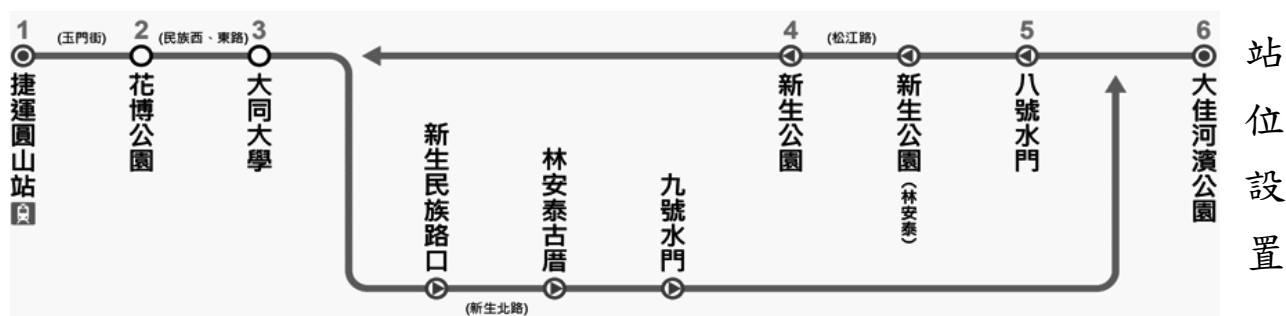 1
(玉門街)
2
(民族西、東路)
3
4
(松江路)
5
6
捷運圓山站
花博公園
大同大學
新生公園
新生公園(林安泰)
八號水門
大佳河濱公園
新生民族路口
林安泰古厝
九號水門
(新生北路)
站位設置